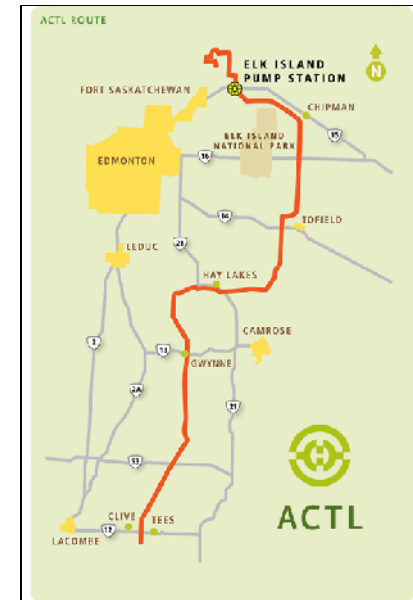 ACTL ROUTE
ELK ISLAND
PUMP STATION
N
FORT SASKATCHEWAN
CHIPMAN
15
ELK ISLAND
NATIONAL PARK
EDMONTON
16
14
TOFIELD
21
LEDUC
HAY LAKES
CAMROSE
2
13
GWYNNE
2A
21
53
ACTL
CLIVE
TEES
12
LACOMBE